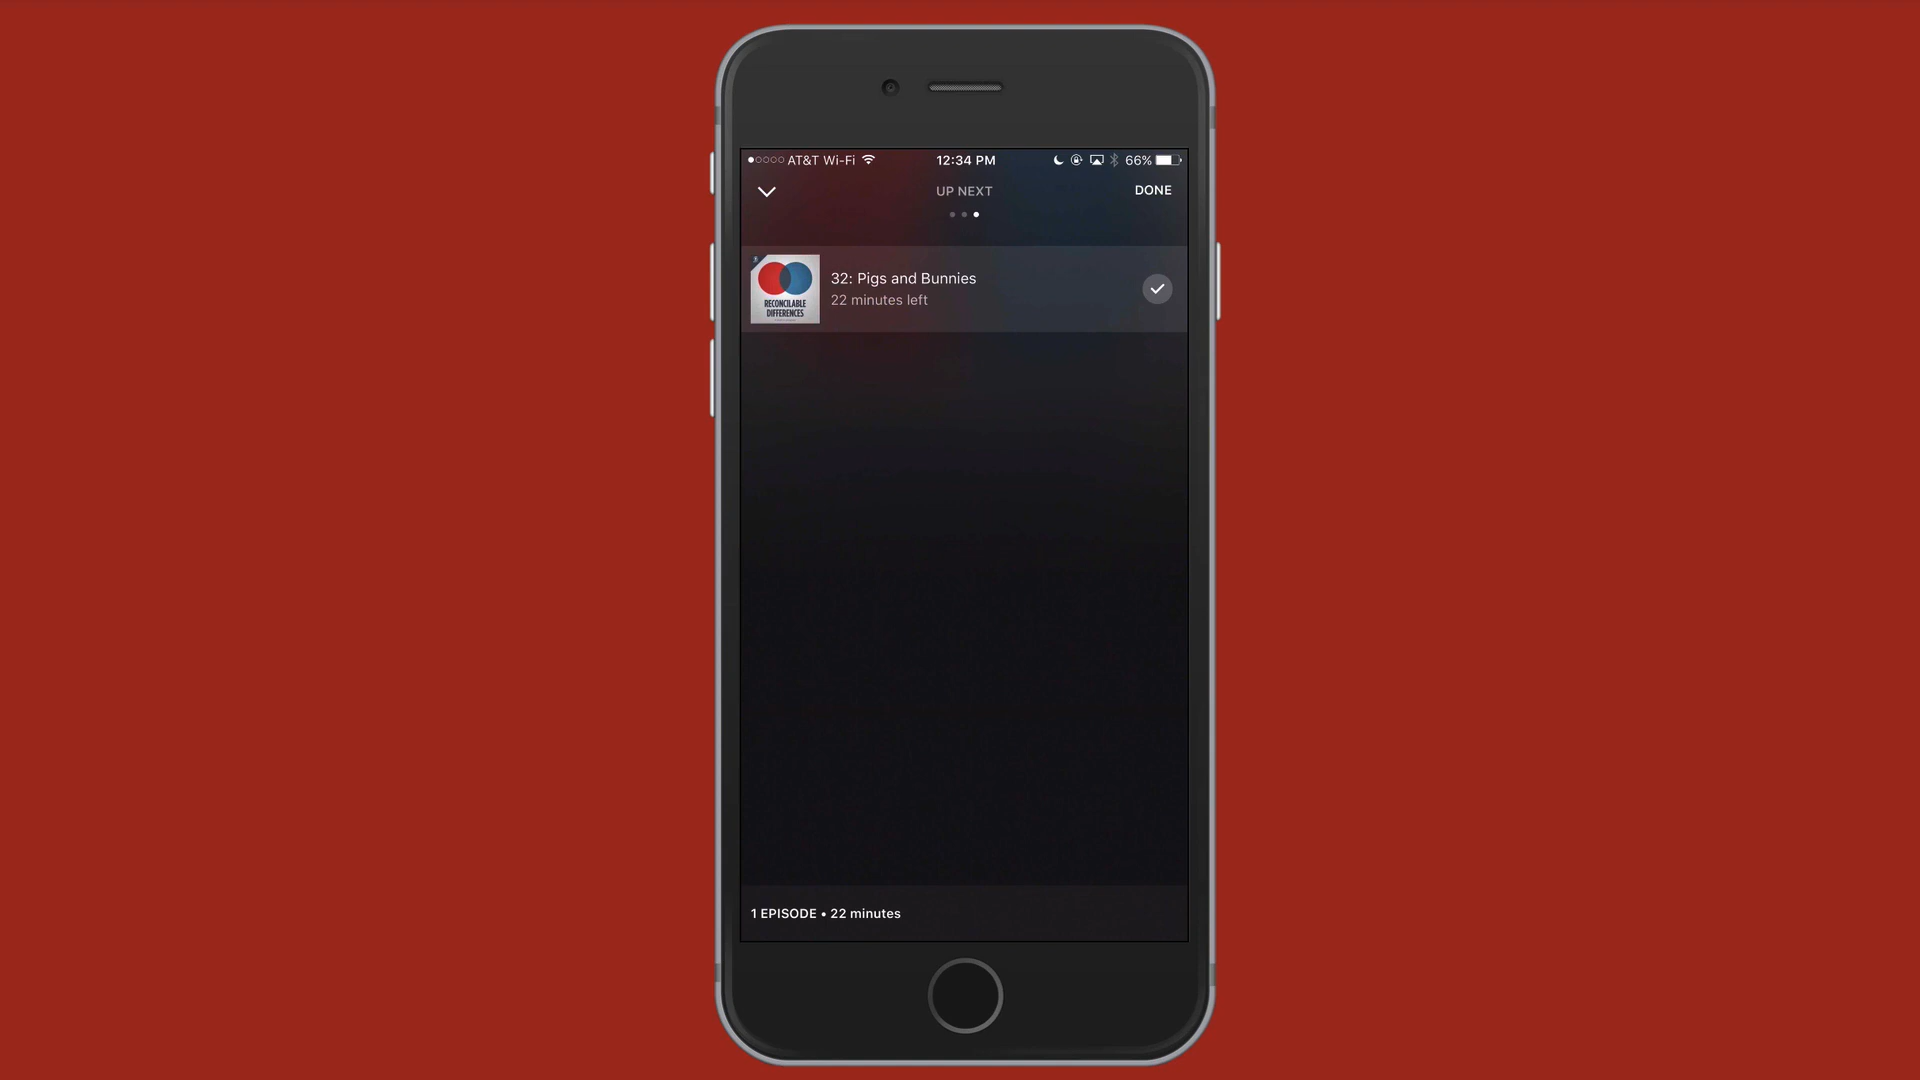 AT&T Wi-Fi 12:34 PM 66%
UP NEXT DONE
32: Pigs and Bunnies
22 minutes left
RECONCILABLE
DIFFERENCES
1 EPISODE • 22 minutes